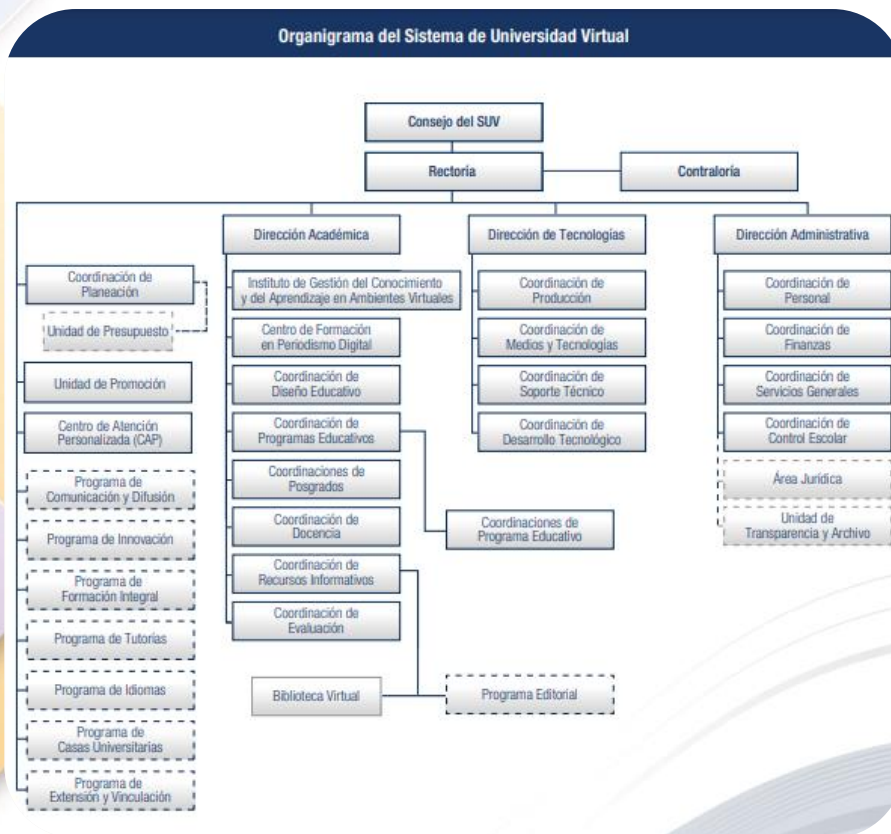 Organigrama del Sistema de Universidad Virtual
Consejo del SUV
Rectoría
Contraloría
Dirección Académica
Dirección de Tecnologías
Dirección Administrativa
Coordinación de
Planeación
Unidad de Presupuesto
Unidad de Promoción
Centro de Atención
Personalizada (CAP)
Programa de
Comunicación y Difusión
Programa de Innovación
Programa de
Formación Integral
Programa de Tutorías
Programa de Idiomas
Programa de
Casas Universitarias
Programa de
Extensión y Vinculación
Instituto de Gestión del Conocimiento
y del Aprendizaje en Ambientes Virtuales
Centro de Formación
en Periodismo Digital
Coordinación de
Diseño Educativo
Coordinación de
Programas Educativos
Coordinaciones de
Posgrados
Coordinación de
Docencia
Coordinación de
Recursos Informativos
Coordinación de
Evaluación
Biblioteca Virtual
Coordinaciones de
Programa Educativo
Programa Editorial
Coordinación de
Producción
Coordinación de
Medios y Tecnologías
Coordinación de
Soporte Técnico
Coordinación de
Desarrollo Tecnológico
Coordinación de
Personal
Coordinación de
Finanzas
Coordinación de
Servicios Generales
Coordinación de
Control Escolar
Área Jurídica
Unidad de
Transparencia y Archivo